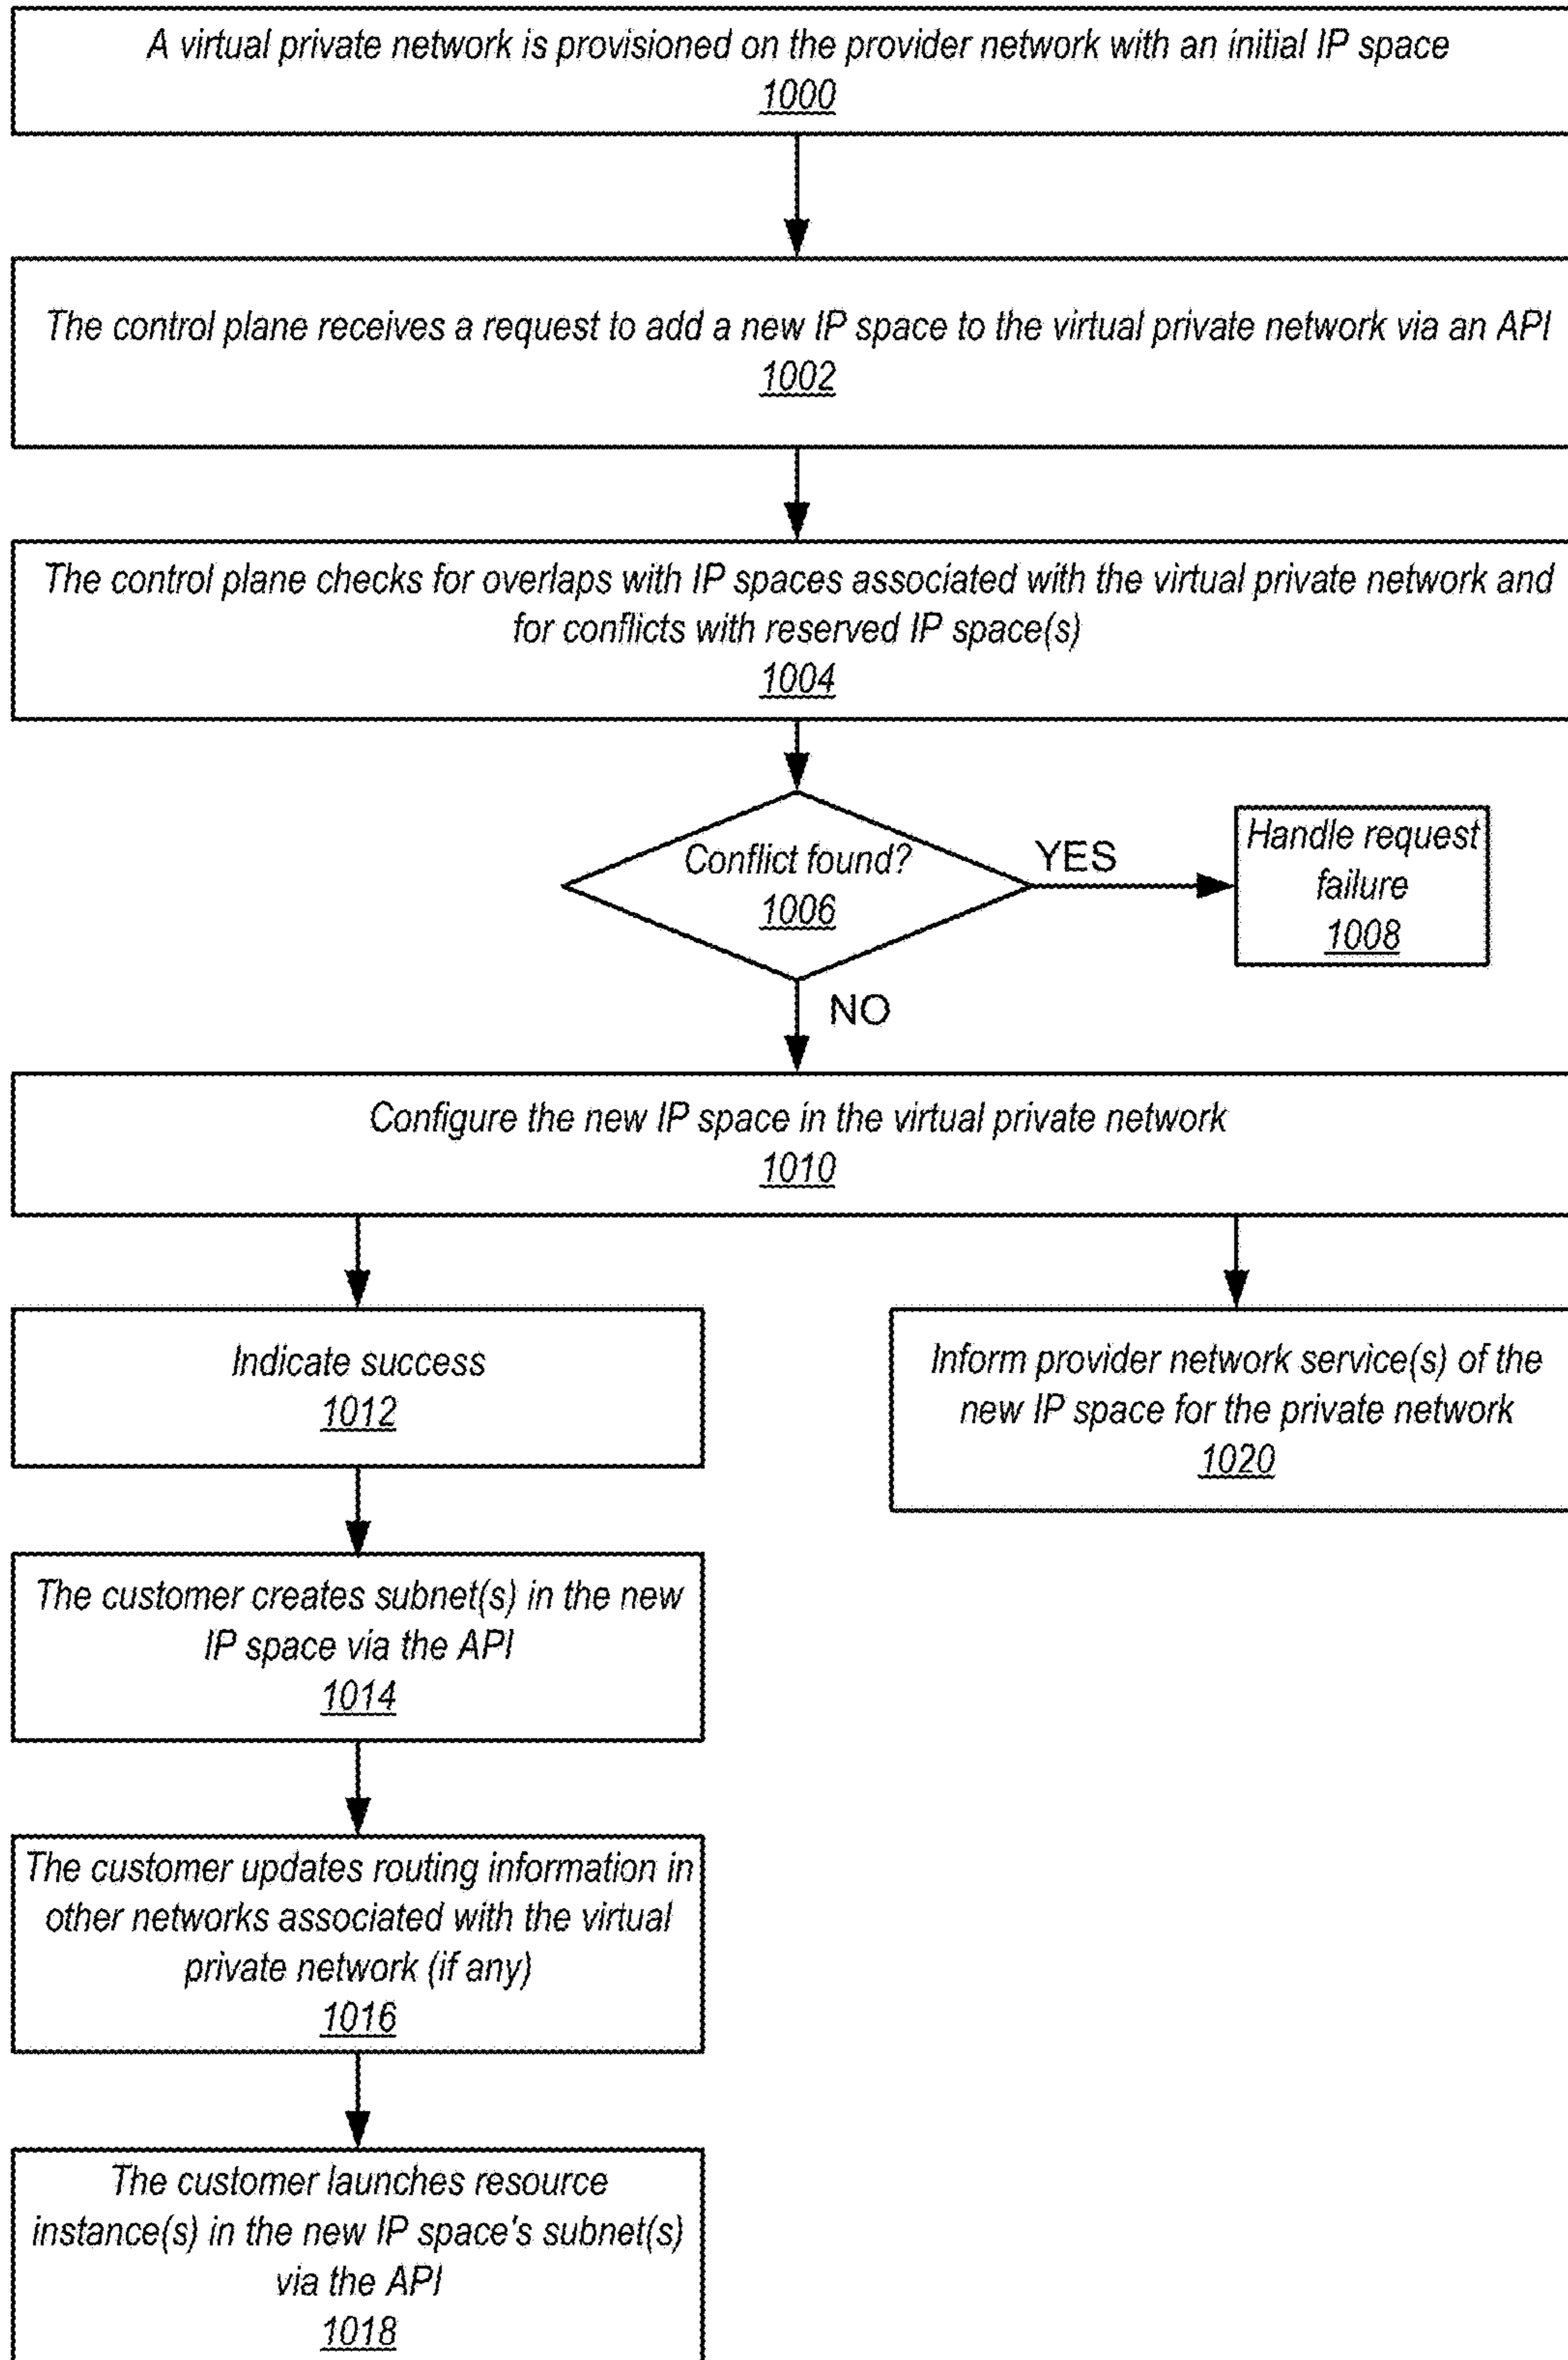 A virtual private network is provisioned on the provider network with an initial IP space
1000
The control plane receives a request to add a new IP space to the virtual private network via an API
1002
The control plane checks for overlaps with IP spaces associated with the virtual private network and
for conflicts with reserved IP space(s)
1004
Conflict found?
1006
YES
Handle request
failure
1008
NO
Configure the new IP space in the virtual private network
1010
Indicate success
1012
Inform provider network service(s) of the
new IP space for the private network
1020
The customer creates subnet(s) in the new
IP space via the API
1014
The customer updates routing information in
other networks associated with the virtual
private network (if any)
1016
The customer launches resource
instance(s) in the new IP space's subnet(s)
via the API
1018